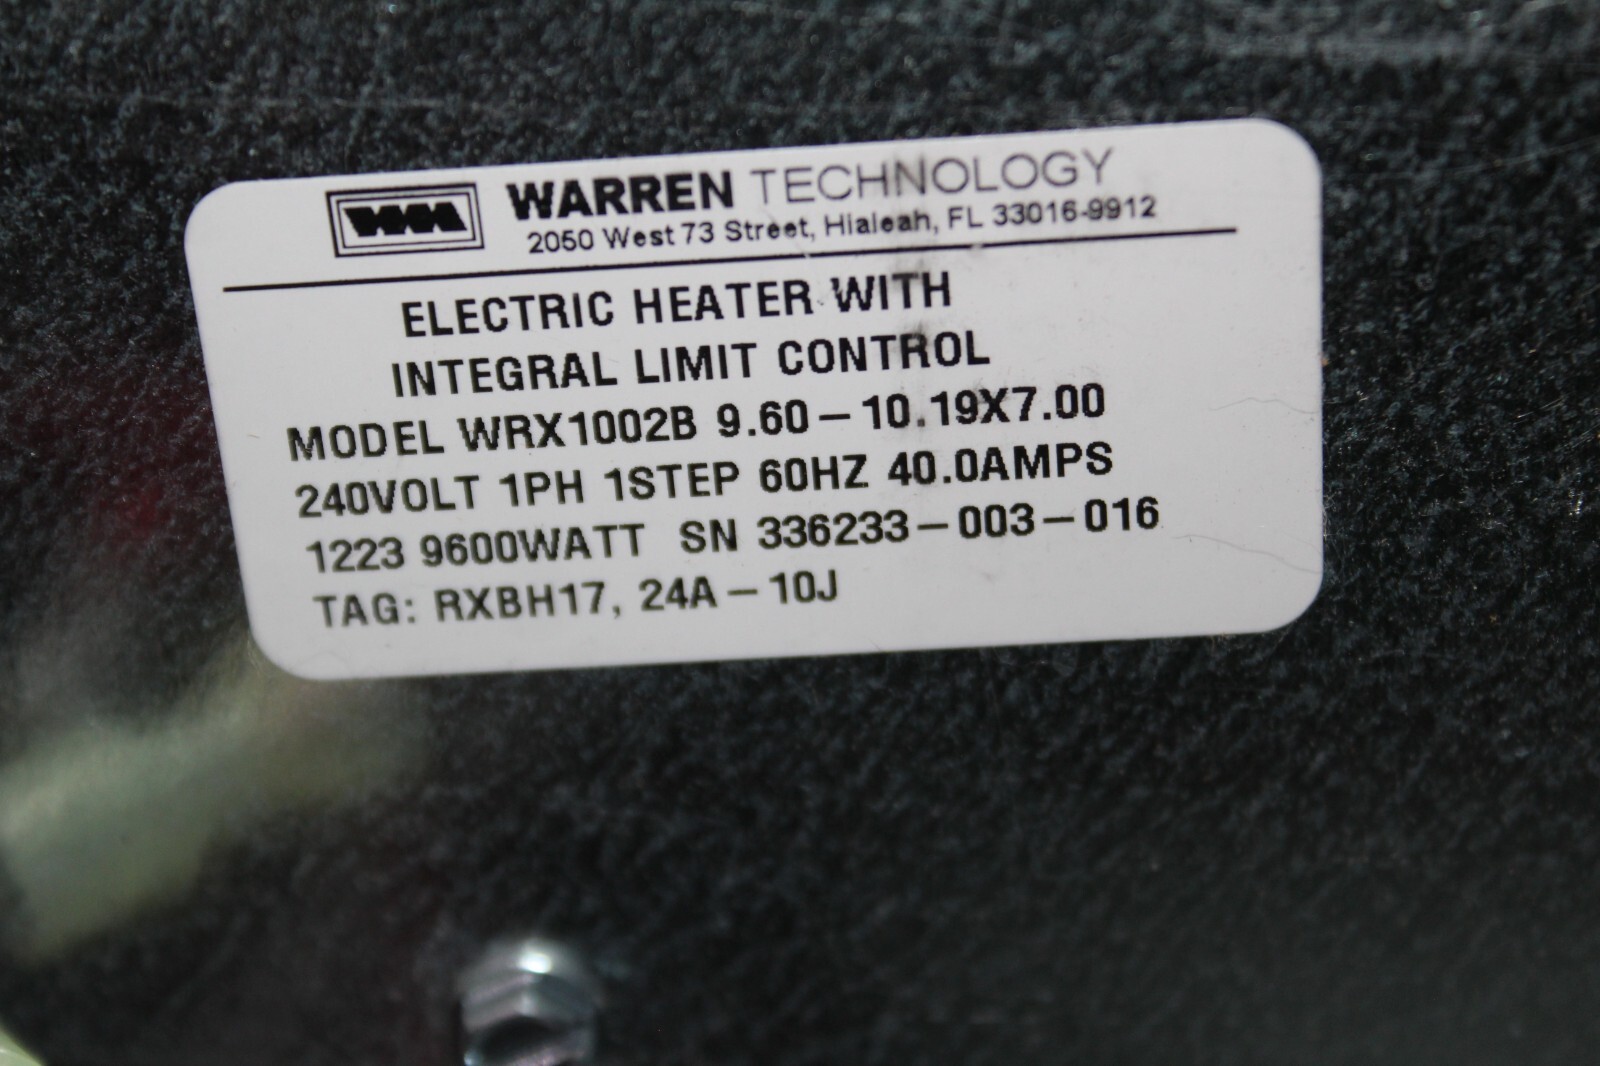 WARREN TECHNOLOGY
2050 West 73 Street, Hialeah, FL 33016-9912
ELECTRIC HEATER WITH
INTEGRAL LIMIT CONTROL
MODEL WRX1002B 9.60-10.19X7.00
240VOLT 1PH 1STEP 60HZ 40.0AMPS
1223 9600WATT SN 336233-003-016
TAG: RXBH17, 24A-10J